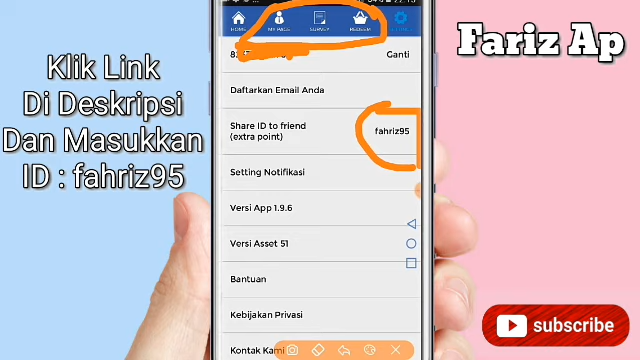 Klik Link
Di Deskripsi
Dan Masukkan
ID : fahriz95
Fariz Ap
HOME
MY PAGE
SURVEY
REDEEM
Ganti
Daftarkan Email Anda
Share ID to friend
(extra point)
fahriz95
Setting Notifikasi
Versi App 1.9.6
Versi Asset 51
Bantuan
Kebijakan Privasi
Kontak Kami
subscribe